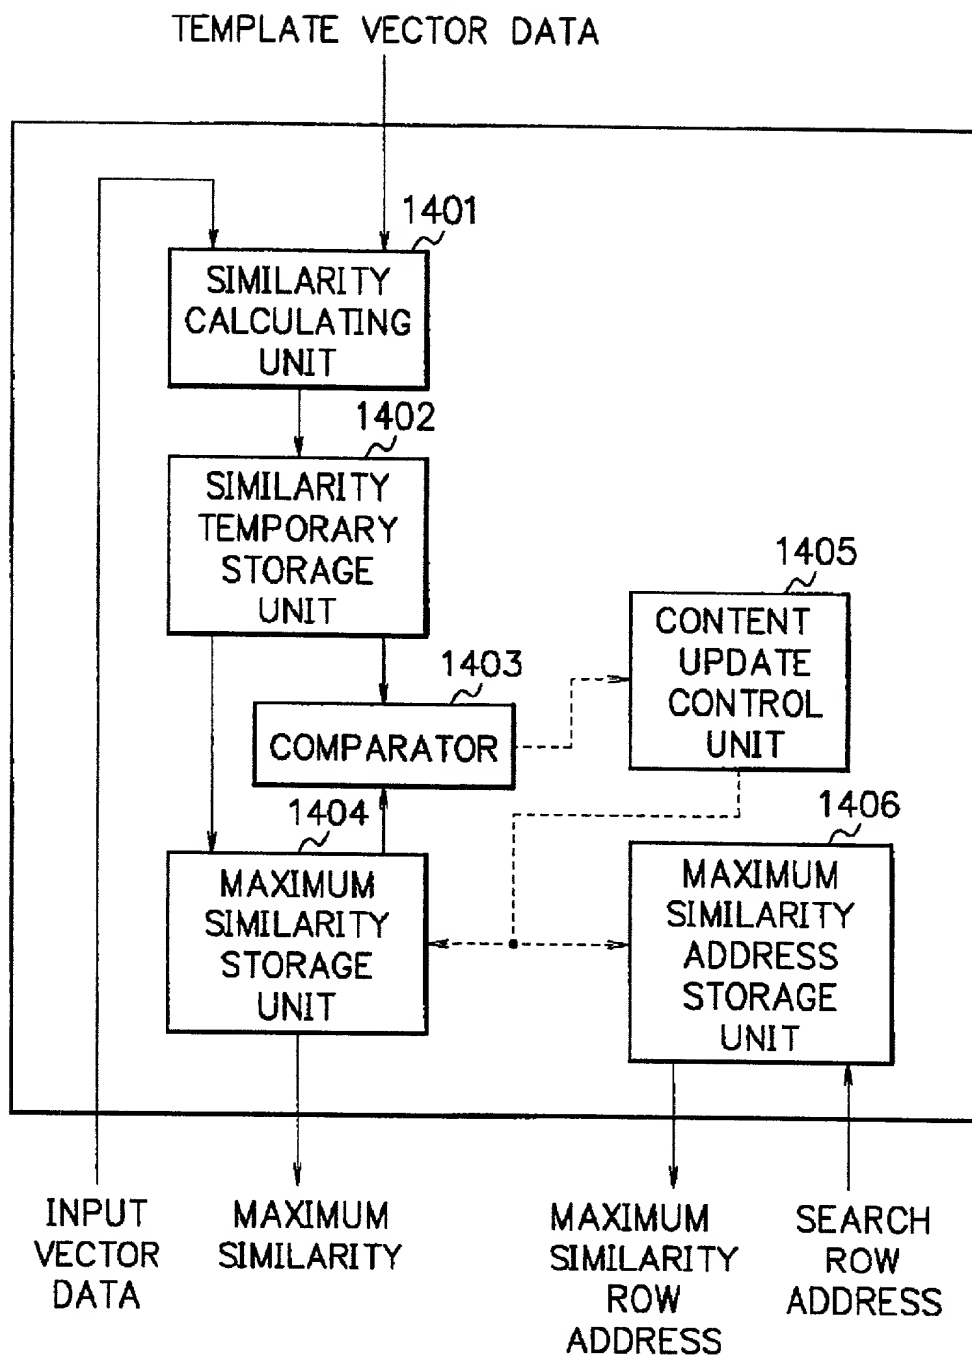 TEMPLATE VECTOR DATA
1401
SIMILARITY
CALCULATING
UNIT
1402
SIMILARITY
TEMPORARY
STORAGE
UNIT
1403
COMPARATOR
1404
MAXIMUM
SIMILARITY
STORAGE
UNIT
1405
CONTENT
UPDATE
CONTROL
UNIT
1406
MAXIMUM
SIMILARITY
ADDRESS
STORAGE
UNIT
INPUT
VECTOR
DATA
MAXIMUM
SIMILARITY
MAXIMUM
SIMILARITY
ROW
ADDRESS
SEARCH
ROW
ADDRESS